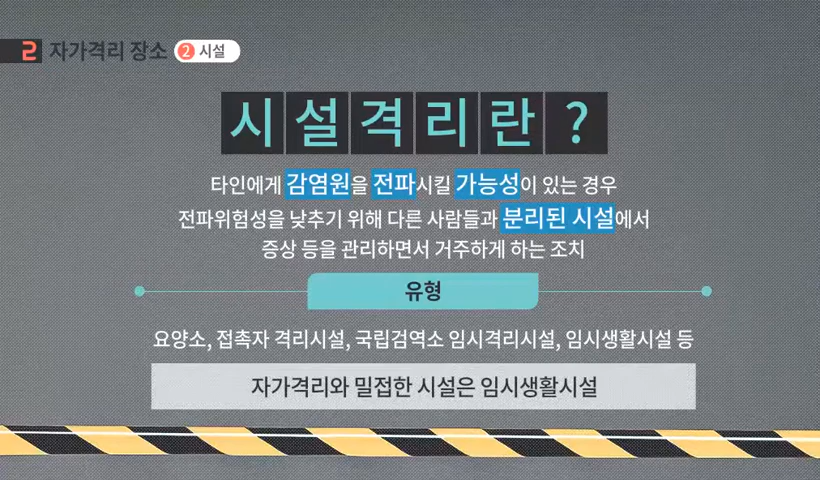 2 자가격리 장소 2 시설
시설격리란?
타인에게 감염원을 전파시킬 가능성이 있는 경우
전파위험성을 낮추기 위해 다른 사람들과 분리된 시설에서
증상 등을 관리하면서 거주하게 하는 조치
유형
요양소, 접촉자 격리시설, 국립검역소 임시격리시설, 임시생활시설 등
자가격리와 밀접한 시설은 임시생활시설